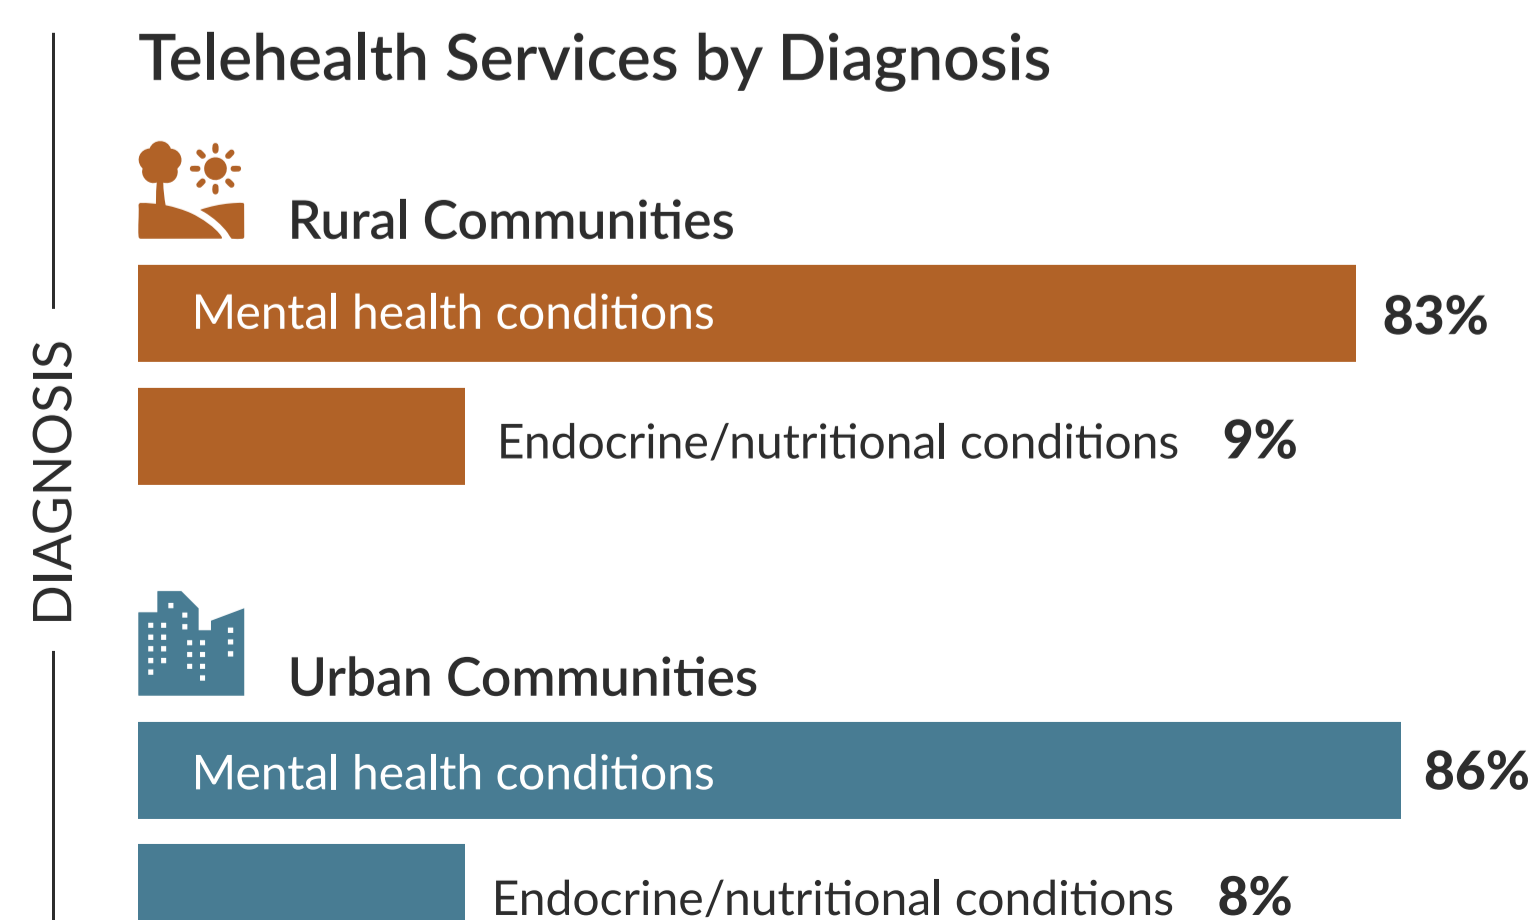 Telehealth Services by Diagnosis
DIAGNOSIS
Rural Communities
Mental health conditions 83%
Endocrine/nutritional conditions 9%
Urban Communities
Mental health conditions 86%
Endocrine/nutritional conditions 8%